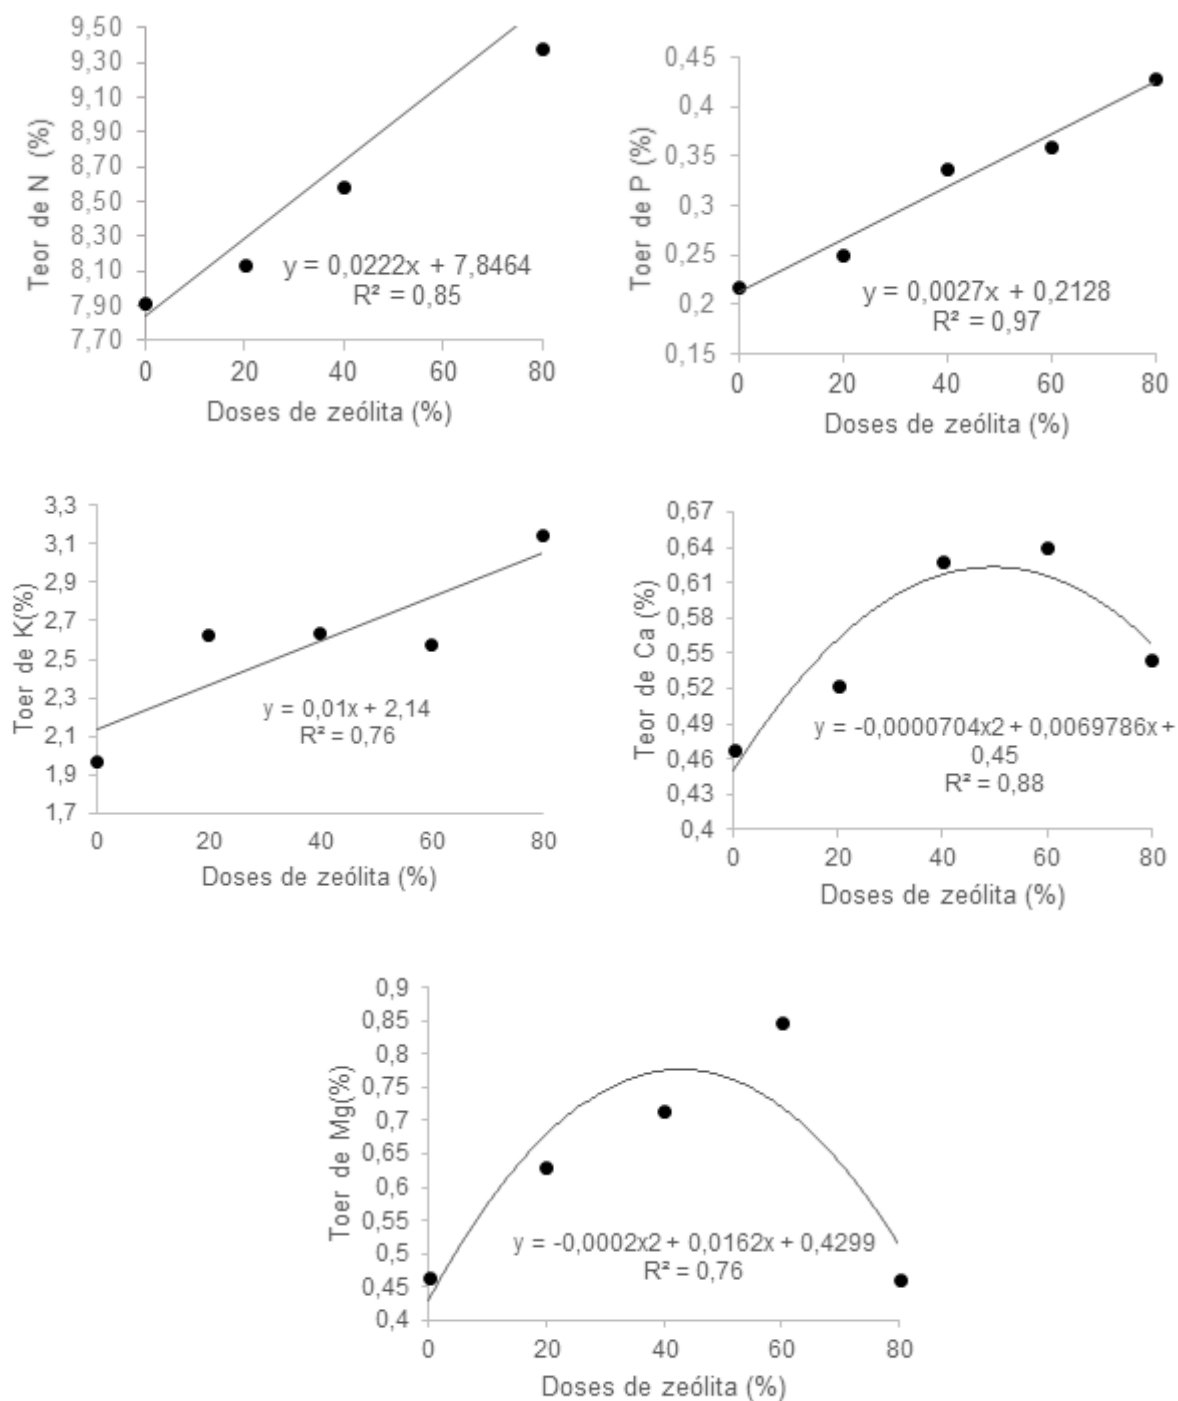 9,50
9,30
9,10
8,90
8,70
8,50
8,30
8,10
7,90
7,70
Teor de N (%)
y = 0,0222x + 7,8464
R² = 0,85
0 20 40 60 80
Doses de zeólita (%)
0,45
0,4
0,35
0,3
0,25
0,2
0,15
Toer de P (%)
y = 0,0027x + 0,2128
R² = 0,97
0 20 40 60 80
Doses de zeólita (%)
3,3
3,1
2,9
2,7
2,5
2,3
2,1
1,9
1,7
Toer de K(%)
y = 0,01x + 2,14
R² = 0,76
0 20 40 60 80
Doses de zeólita (%)
0,67
0,64
0,61
0,58
0,55
0,52
0,49
0,46
0,43
0,4
Teor de Ca (%)
y = -0,0000704x2 + 0,0069786x +
0,45
R² = 0,88
0 20 40 60 80
Doses de zeólita (%)
0,9
0,85
0,8
0,75
0,7
0,65
0,6
0,55
0,5
0,45
0,4
Toer de Mg(%)
y = -0,0002x2 + 0,0162x + 0,4299
R² = 0,76
0 20 40 60 80
Doses de zeólita (%)